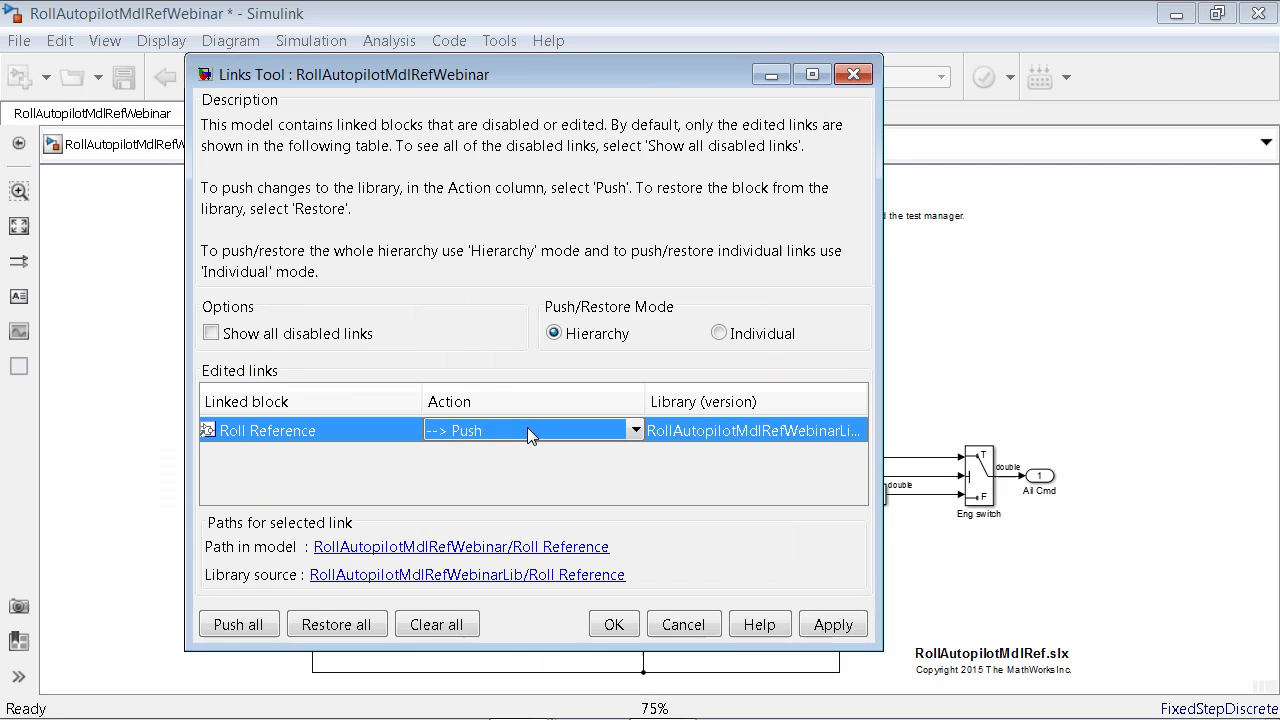 RollAutopilotMdlRefWebinar * - Simulink
File Edit View Display Diagram Simulation Analysis Code Tools Help
RollAutopilotMdlRefWebinar
RollAutopilotMdlRefW
Links Tool : RollAutopilotMdlRefWebinar
Description
This model contains linked blocks that are disabled or edited. By default, only the edited links are
shown in the following table. To see all of the disabled links, select 'Show all disabled links'.
To push changes to the library, in the Action column, select 'Push'. To restore the block from the
library, select 'Restore'.
To push/restore the whole hierarchy use 'Hierarchy' mode and to push/restore individual links use
'Individual' mode.
Options
Show all disabled links
Push/Restore Mode
Hierarchy Individual
Edited links
Linked block Action Library (version)
Roll Reference --> Push RollAutopilotMdlRefWebinarLi...
Paths for selected link
Path in model : RollAutopilotMdlRefWebinar/Roll Reference
Library source : RollAutopilotMdlRefWebinarLib/Roll Reference
Push all Restore all Clear all OK Cancel Help Apply
d the test manager.
double
T
F
Eng switch
double
1
Ail Cmd
RollAutopilotMdlRef.slx
Copyright 2015 The MathWorks Inc.
Ready 75% FixedStepDiscrete